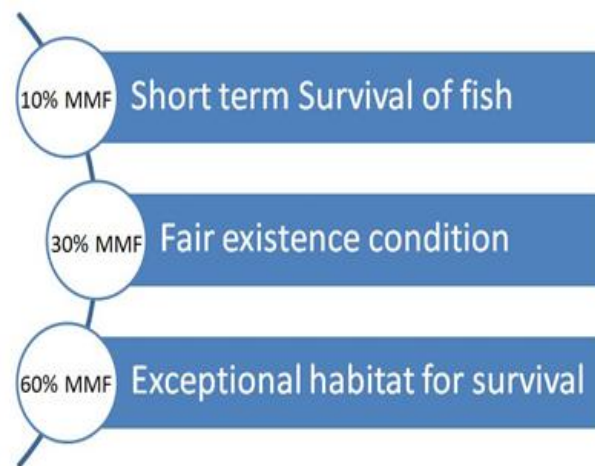 10% MMF Short term Survival of fish
30% MMF Fair existence condition
60% MMF Exceptional habitat for survival